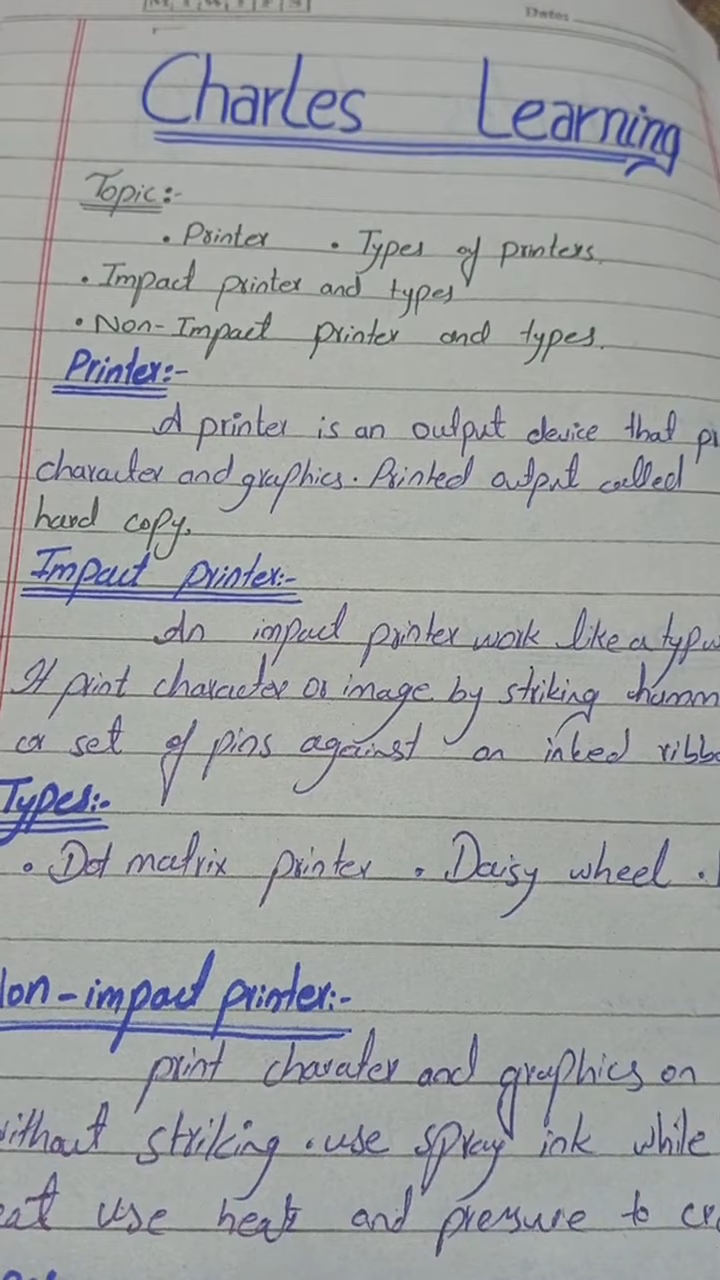 Date:
Charles Learning
Topic:-
• Printer • Types of printers.
• Impact printer and types
• Non-Impact printer and types.
Printer:-
A printer is an output device that
character and graphics. Printed output called
hard copy.
Impact printer:-
An impact printer work like a
It print character or image by striking
or set of pins against an inked
Types:-
• Dot matrix printer • Daisy wheel •
-impact printer:-
print charater and graphics on
striking . use spray ink while
use heat and pressure to